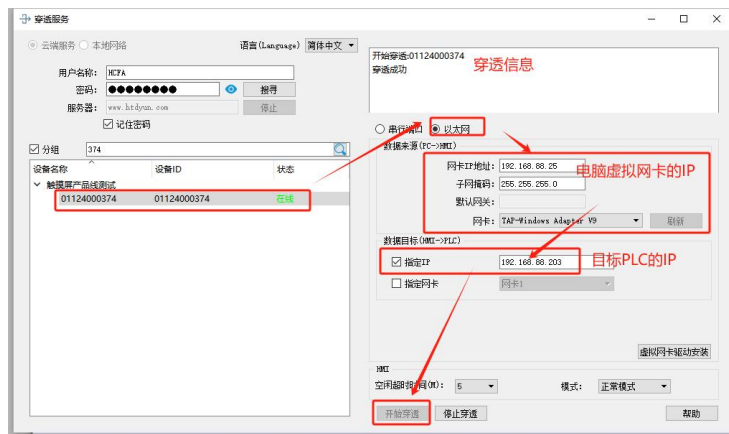 穿透服务
云端服务 本地网络 语言(Language) 简体中文
用户名称: HCFA
密码: ●●●●●●●● 搜寻
服务器: www.htdyun.com 停止
记住密码
分组 374
设备名称 设备ID 状态
触摸屏产品线测试
01124000374 01124000374 在线
开始穿透:01124000374
穿透成功
穿透信息
串行端口 以太网
数据来源(PC->HMI)
网卡IP地址: 192.168.88.25
电脑虚拟网卡的IP
子网掩码: 255.255.255.0
默认网关:
网卡: TAP-Windows Adapter V9 刷新
数据目标(HMI->PLC)
指定IP 192.168.88.203 目标PLC的IP
指定网卡 网卡1
虚拟网卡驱动安装
HMI
空闲超时时间(M): 5 模式: 正常模式
开始穿透 停止穿透 帮助